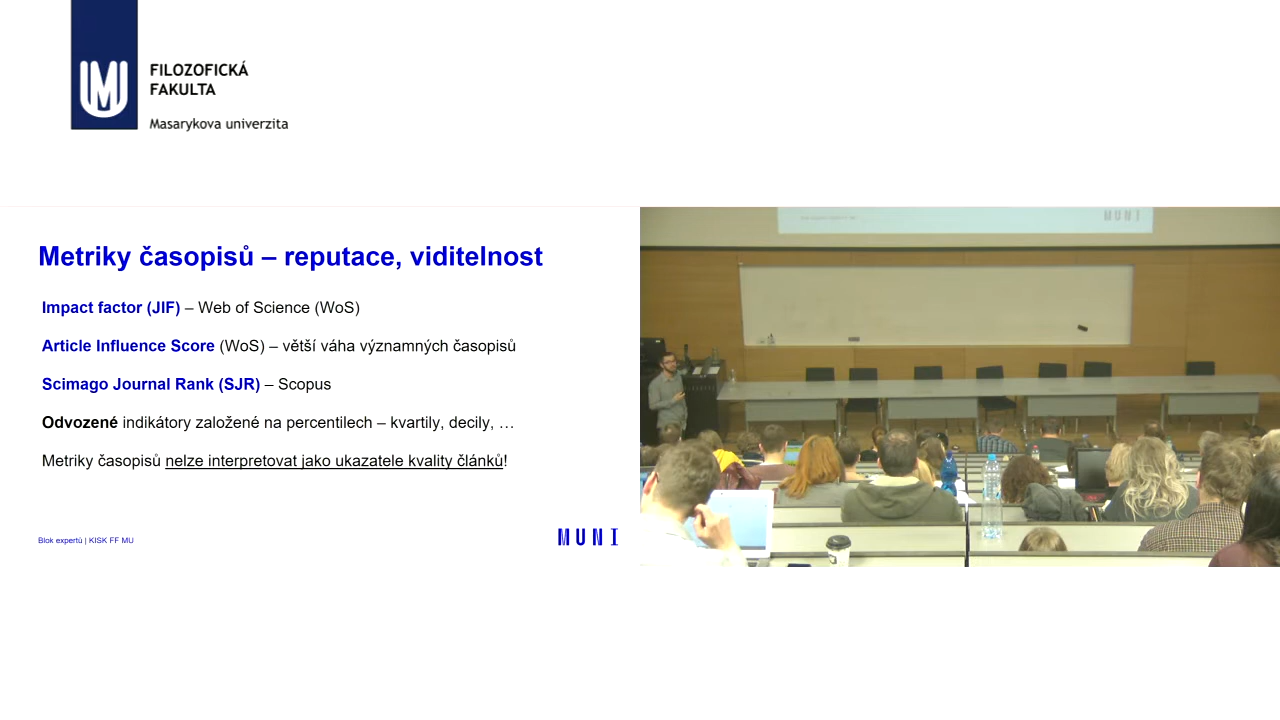 FILOZOFICKÁ
FAKULTA
Masarykova univerzita
Metriky časopisů – reputace, viditelnost
Impact factor (JIF) – Web of Science (WoS)
Article Influence Score (WoS) – větší váha významných časopisů
Scimago Journal Rank (SJR) – Scopus
Odvozené indikátory založené na percentilech – kvartily, decily, …
Metriky časopisů nelze interpretovat jako ukazatele kvality článků!
Blok expertů | KISK FF MU
MUNI
MUNI